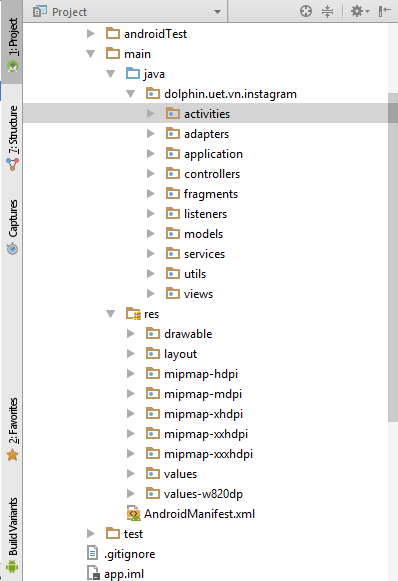 Project
androidTest
main
java
dolphin.uet.vn.instagram
activities
adapters
application
controllers
fragments
listeners
models
services
utils
views
res
drawable
layout
mipmap-hdpi
mipmap-mdpi
mipmap-xhdpi
mipmap-xxhdpi
mipmap-xxxhdpi
values
values-w820dp
AndroidManifest.xml
test
.gitignore
app.iml
1: Project
7: Structure
Captures
2: Favorites
Build Variants